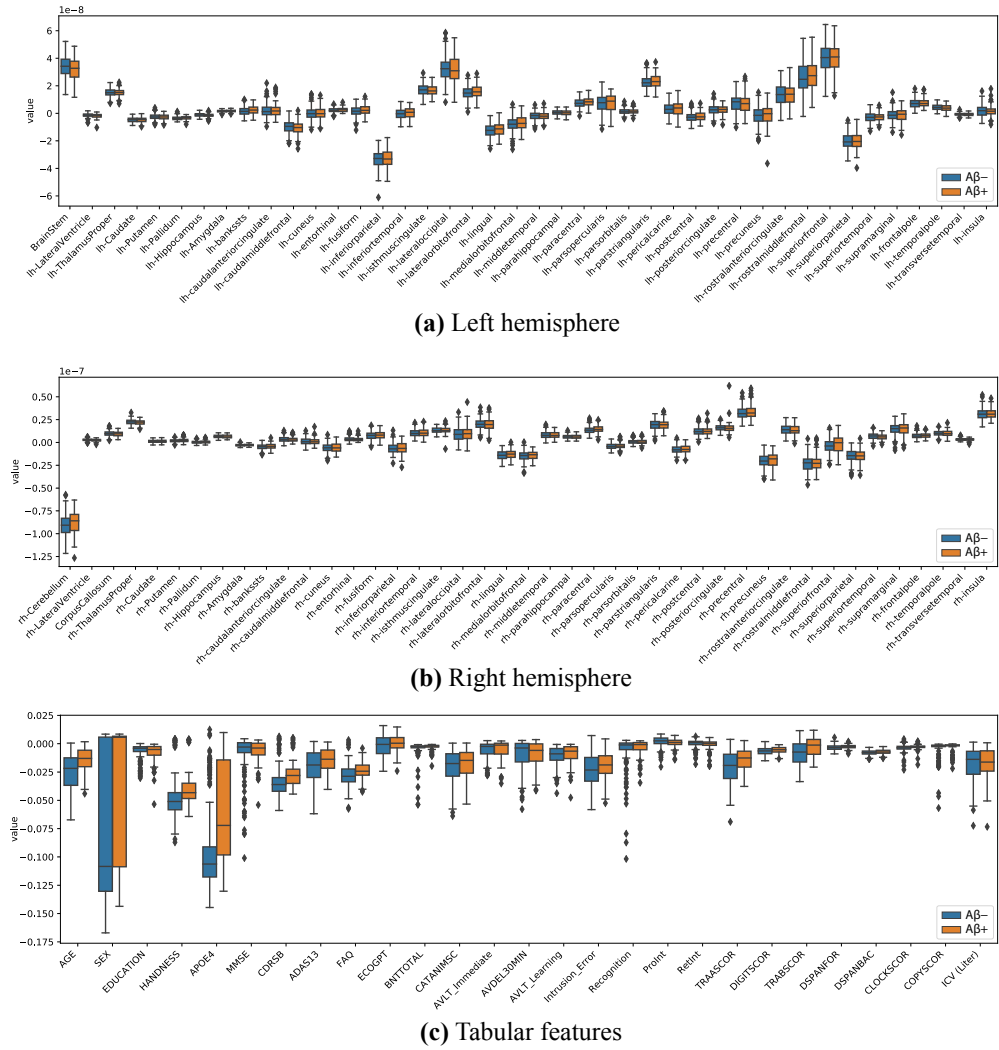 1e−8
6
4
2
0
−2
−4
−6
value
Aβ−
Aβ+
BrainStem
lh-LateralVentricle
lh-ThalamusProper
lh-Caudate
lh-Putamen
lh-Pallidum
lh-Hippocampus
lh-Amygdala
lh-bankssts
lh-caudalanteriorcingulate
lh-caudalmiddlefrontal
lh-cuneus
lh-entorhinal
lh-fusiform
lh-inferiorparietal
lh-inferiortemporal
lh-isthmuscingulate
lh-lateraloccipital
lh-lateralorbitofrontal
lh-lingual
lh-medialorbitofrontal
lh-middletemporal
lh-parahippocampal
lh-paracentral
lh-parsopercularis
lh-parsorbitalis
lh-parstriangularis
lh-pericalcarine
lh-postcentral
lh-posteriorcingulate
lh-precentral
lh-precuneus
lh-rostralanteriorcingulate
lh-rostralmiddlefrontal
lh-superiorfrontal
lh-superiorparietal
lh-superiortemporal
lh-supramarginal
lh-frontalpole
lh-temporalpole
lh-transversetemporal
lh-insula
(a) Left hemisphere
1e−7
0.50
0.25
0.00
−0.25
−0.50
−0.75
−1.00
−1.25
value
Aβ−
Aβ+
rh-Cerebellum
rh-LateralVentricle
CorpusCallosum
rh-ThalamusProper
rh-Caudate
rh-Putamen
rh-Pallidum
rh-Hippocampus
rh-Amygdala
rh-bankssts
rh-caudalanteriorcingulate
rh-caudalmiddlefrontal
rh-cuneus
rh-entorhinal
rh-fusiform
rh-inferiorparietal
rh-inferiortemporal
rh-isthmuscingulate
rh-lateraloccipital
rh-lateralorbitofrontal
rh-lingual
rh-medialorbitofrontal
rh-middletemporal
rh-parahippocampal
rh-paracentral
rh-parsopercularis
rh-parsorbitalis
rh-parstriangularis
rh-pericalcarine
rh-postcentral
rh-posteriorcingulate
rh-precentral
rh-precuneus
rh-rostralanteriorcingulate
rh-rostralmiddlefrontal
rh-superiorfrontal
rh-superiorparietal
rh-superiortemporal
rh-supramarginal
rh-frontalpole
rh-temporalpole
rh-transversetemporal
rh-insula
(b) Right hemisphere
0.025
0.000
−0.025
−0.050
−0.075
−0.100
−0.125
−0.150
−0.175
value
Aβ−
Aβ+
AGE
SEX
EDUCATION
HANDNESS
APOE4
MMSE
CDRSB
ADAS13
FAQ
ECOGPT
BNTTOTAL
CATANIMSC
AVLT_Immediate
AVDEL30MIN
AVLT_Learning
Intrusion_Error
Recognition
ProInt
RetInt
TRAASCOR
DIGITSCOR
TRABSCOR
DSPANFOR
DSPANBAC
CLOCKSCOR
COPYSCOR
ICV (Liter)
(c) Tabular features